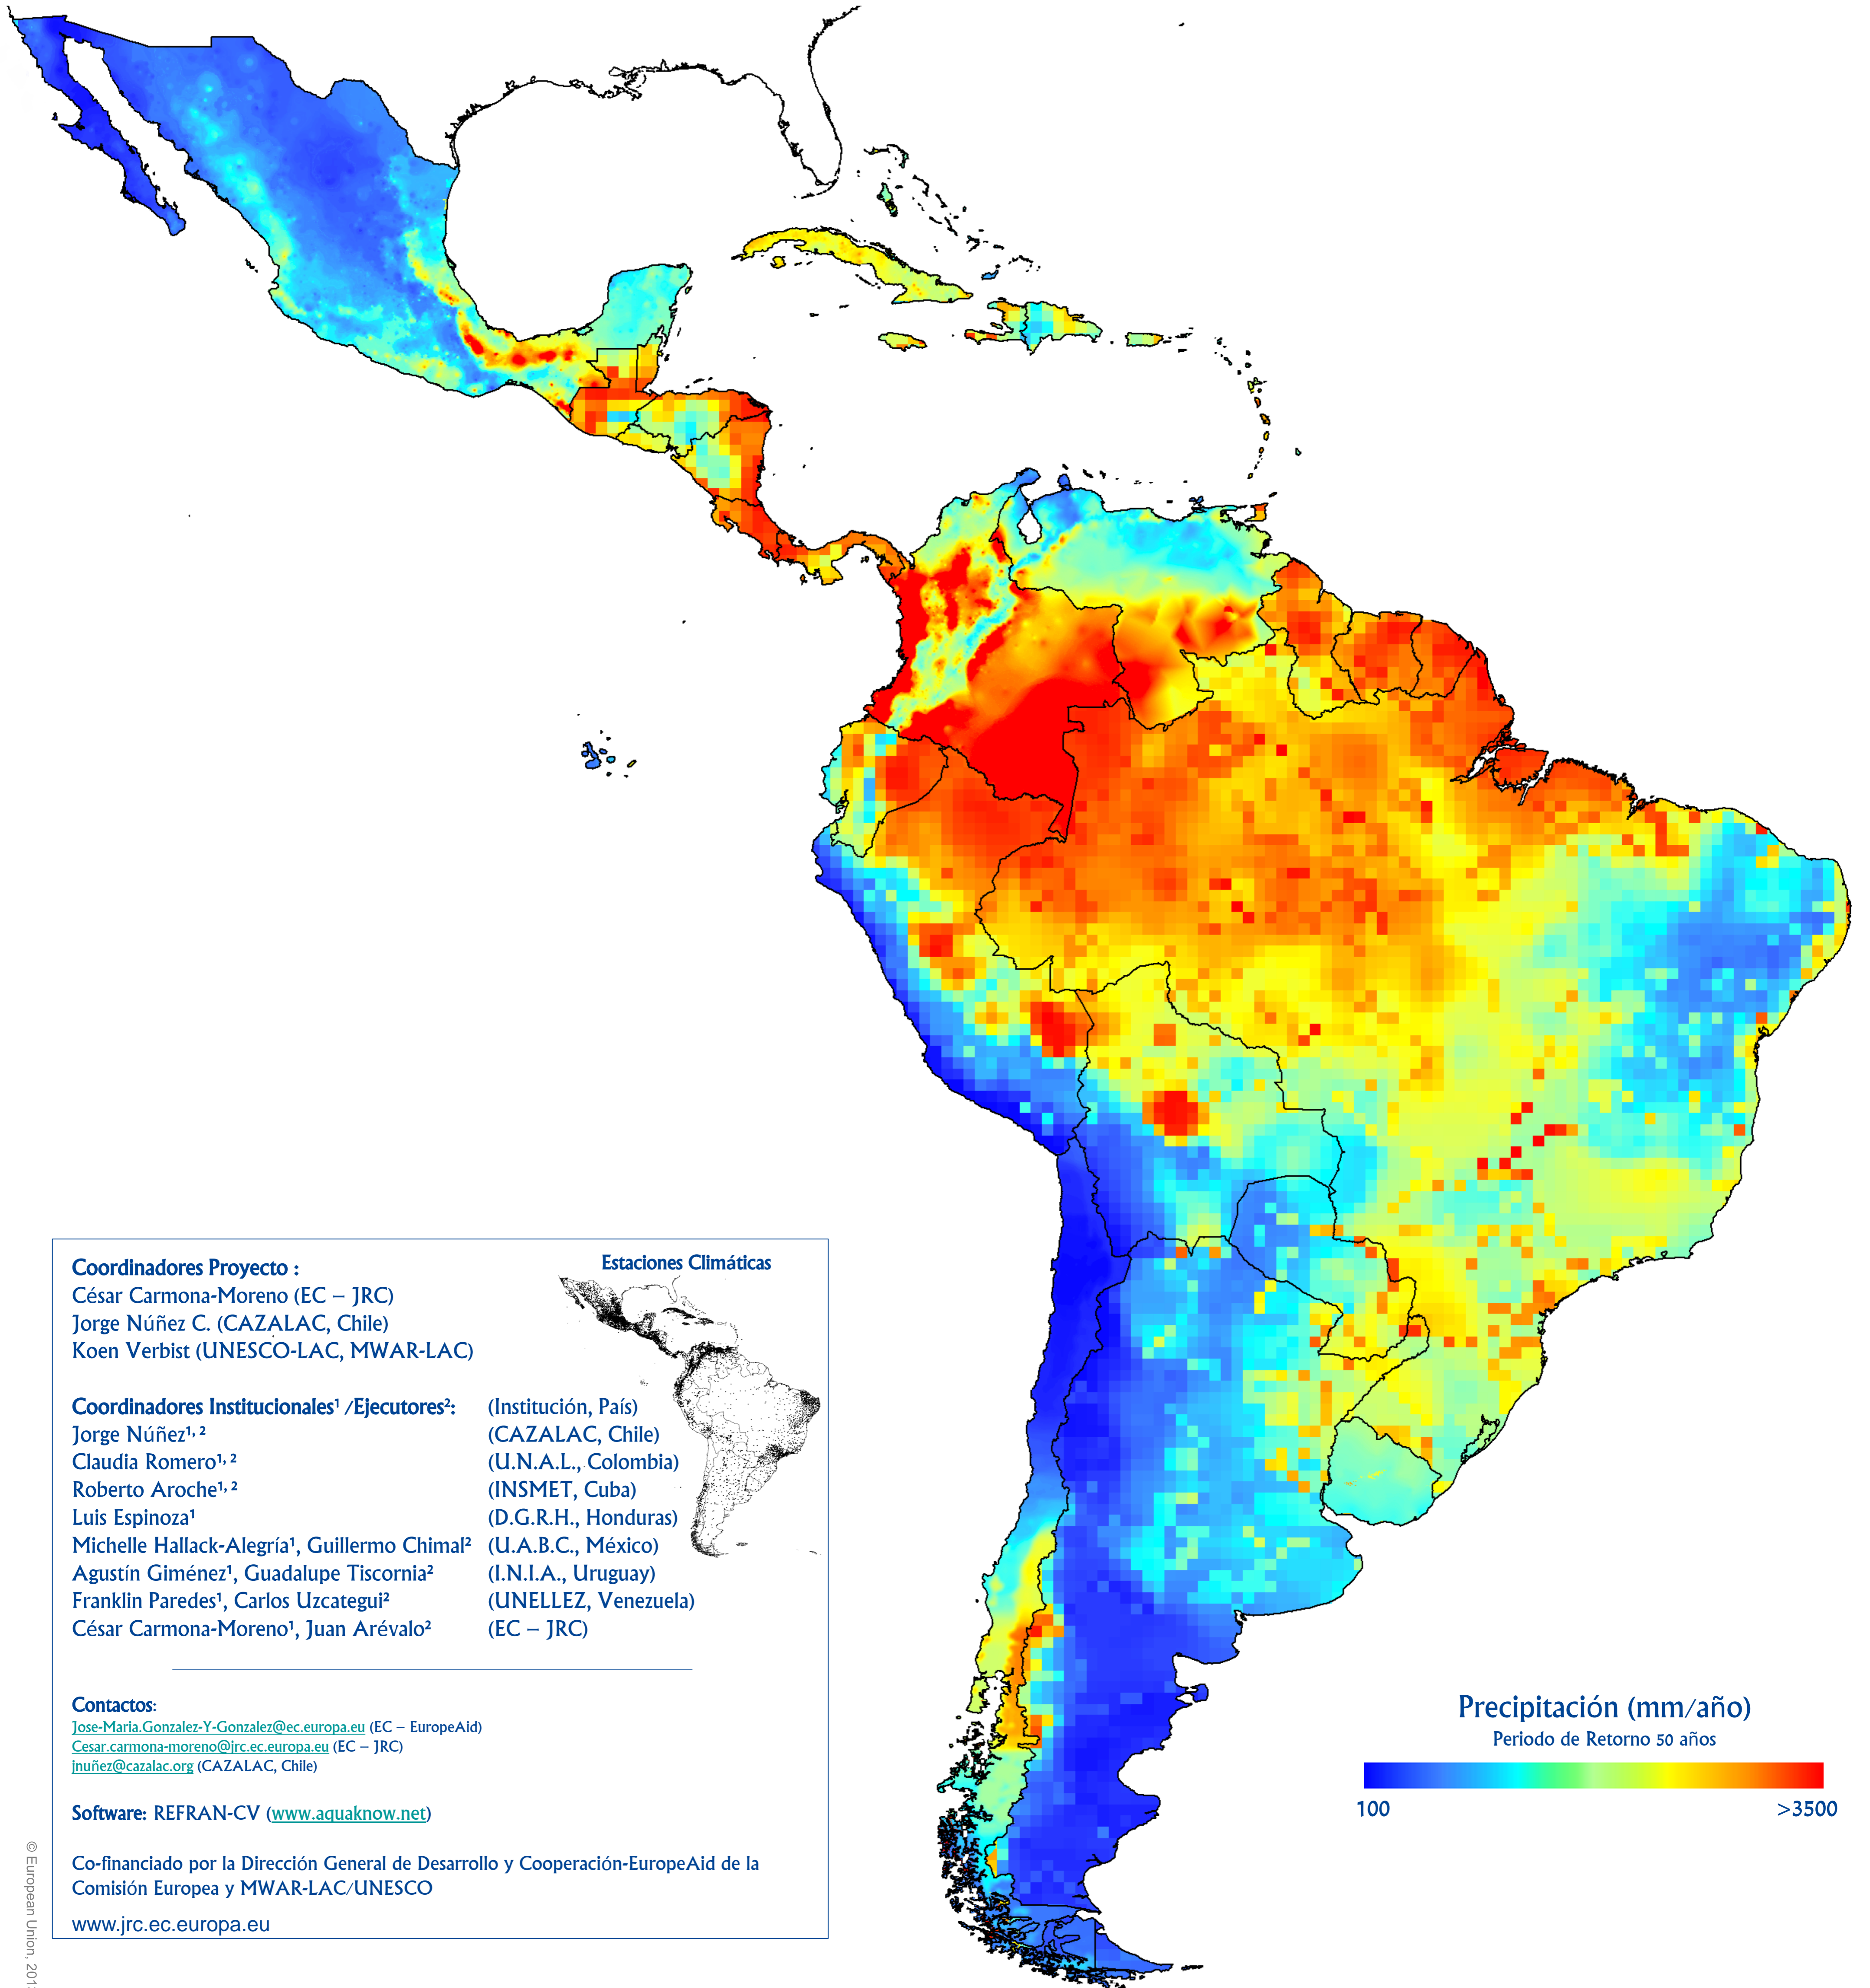 Coordinadores Proyecto :
César Carmona-Moreno (EC – JRC)
Jorge Núñez C. (CAZALAC, Chile)
Koen Verbist (UNESCO-LAC, MWAR-LAC)
Estaciones Climáticas
Coordinadores Institucionales¹ /Ejecutores²: (Institución, País)
Jorge Núñez¹,² (CAZALAC, Chile)
Claudia Romero¹,² (U.N.A.L., Colombia)
Roberto Aroche¹,² (INSMET, Cuba)
Luis Espinoza¹ (D.G.R.H., Honduras)
Michelle Hallack-Alegría¹, Guillermo Chimal² (U.A.B.C., México)
Agustín Giménez¹, Guadalupe Tiscornia² (I.N.I.A., Uruguay)
Franklin Paredes¹, Carlos Uzcategui² (UNELLEZ, Venezuela)
César Carmona-Moreno¹, Juan Arévalo² (EC – JRC)
Contactos:
Jose-Maria.Gonzalez-Y-Gonzalez@ec.europa.eu (EC – EuropeAid)
Cesar.carmona-moreno@jrc.ec.europa.eu (EC – JRC)
jnuñez@cazalac.org (CAZALAC, Chile)
Software: REFRAN-CV (www.aquaknow.net)
Co-financiado por la Dirección General de Desarrollo y Cooperación-EuropeAid de la
Comisión Europea y MWAR-LAC/UNESCO
www.jrc.ec.europa.eu
Precipitación (mm/año)
Periodo de Retorno 50 años
100 >3500
© European Union,